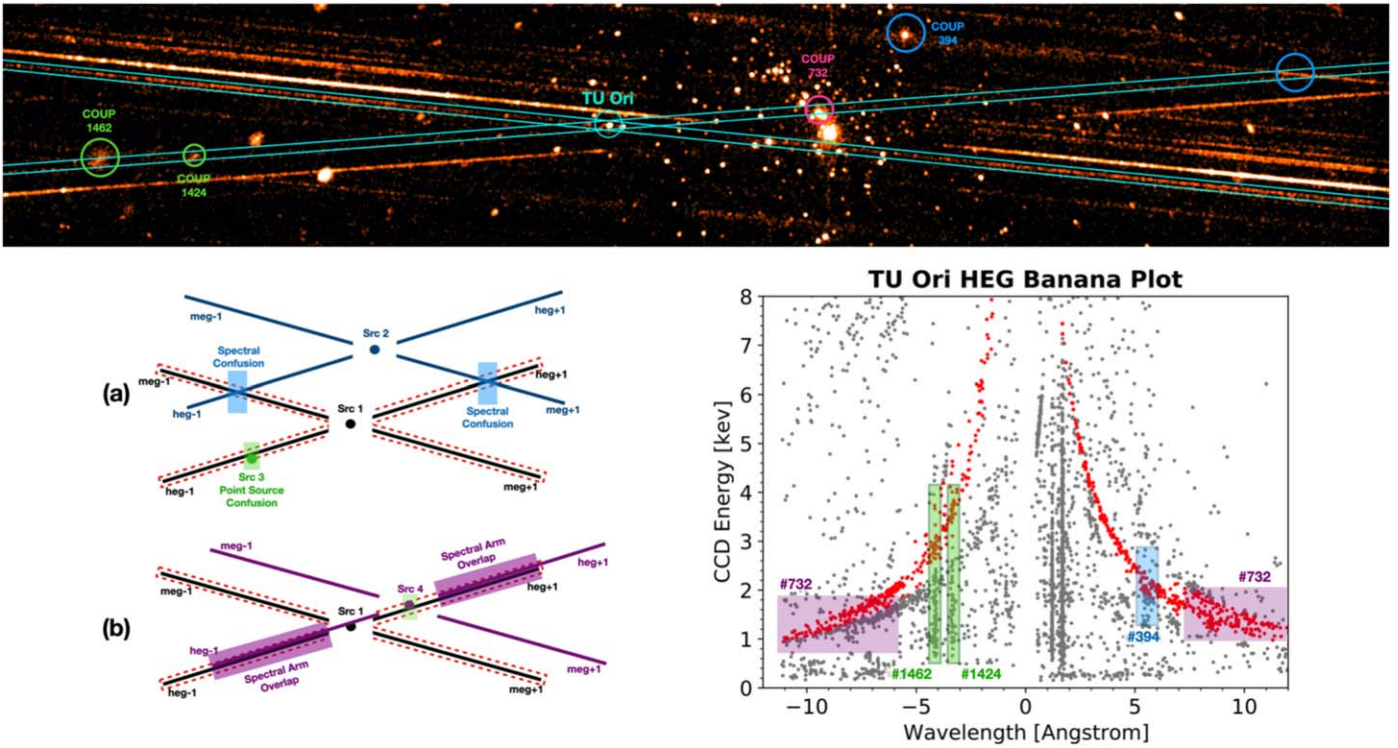 COUP
394
COUP
732
TU Ori
COUP
1462
COUP
1424
(a)
meg-1
heg+1
Src 2
Spectral
Confusion
meg-1
heg+1
Src 1
heg-1
meg+1
Spectral
Confusion
Src 3
Point Source
Confusion
heg-1
meg+1
(b)
meg-1
Spectral Arm
Overlap
heg+1
Src 4
meg-1
heg+1
Src 1
heg-1
meg+1
Spectral Arm
Overlap
heg-1
meg+1
TU Ori HEG Banana Plot
CCD Energy [kev]
8
7
6
5
4
3
2
1
0
#732
#732
#394
#1462
#1424
−10
−5
0
5
10
Wavelength [Angstrom]